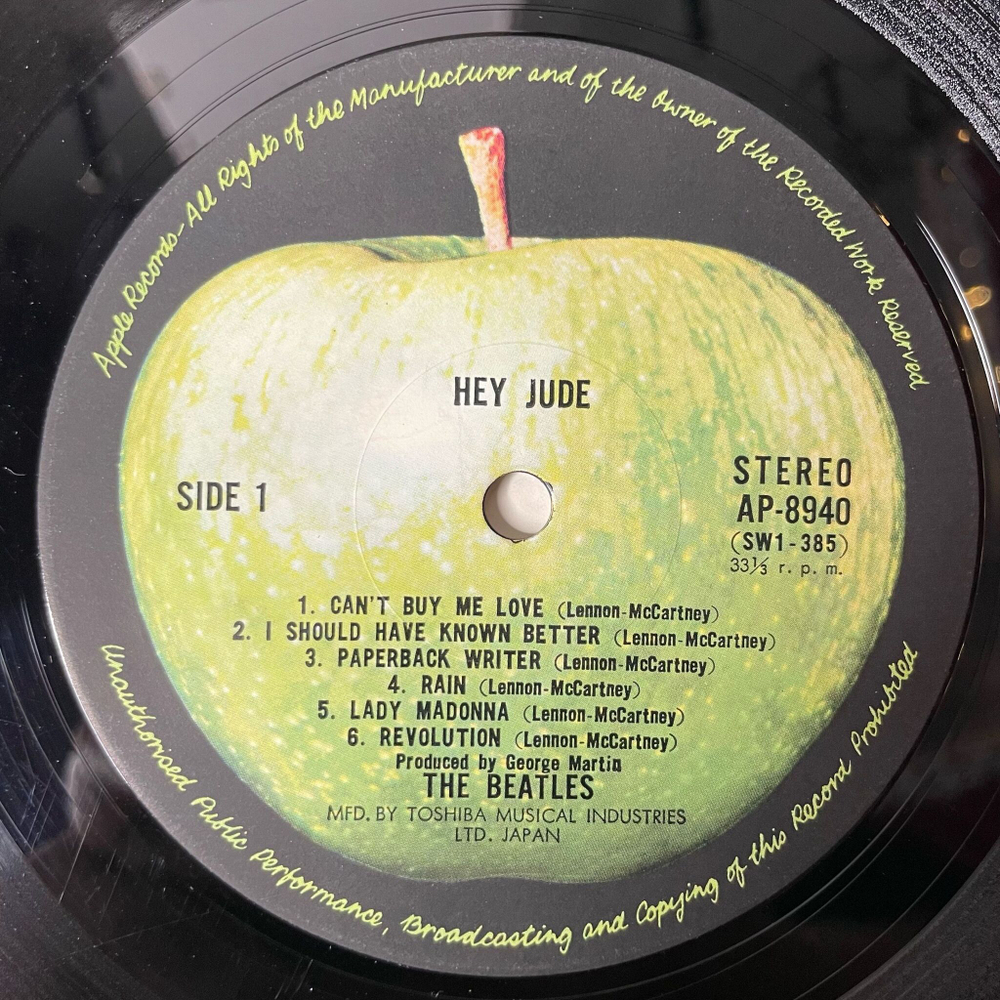 Apple Records-All Rights of the Manufacturer and of the Owner of the Recorded Work Reserved
HEY JUDE
SIDE 1
STEREO
AP-8940
(SW1-385)
33⅓ r. p. m.
1. CAN'T BUY ME LOVE (Lennon-McCartney)
2. I SHOULD HAVE KNOWN BETTER (Lennon-McCartney)
3. PAPERBACK WRITER (Lennon-McCartney)
4. RAIN (Lennon-McCartney)
5. LADY MADONNA (Lennon-McCartney)
6. REVOLUTION (Lennon-McCartney)
Produced by George Martin
THE BEATLES
MFD. BY TOSHIBA MUSICAL INDUSTRIES
LTD. JAPAN
Unauthorised Public Performance, Broadcasting and Copying of this Record Prohibited